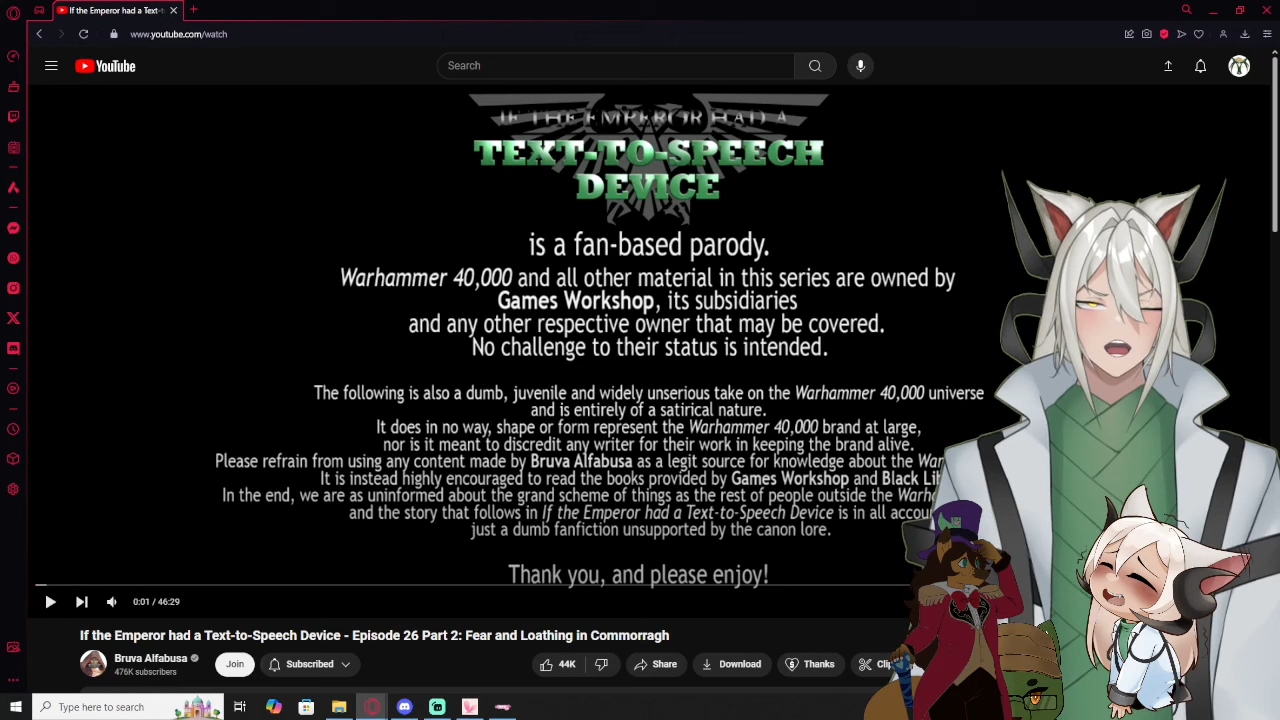 If the Emperor had a Text-
www.youtube.com/watch
YouTube
Search
IF THE EMPEROR HAD A
TEXT-TO-SPEECH
DEVICE
is a fan-based parody.
Warhammer 40,000 and all other material in this series are owned by
Games Workshop, its subsidiaries
and any other respective owner that may be covered.
No challenge to their status is intended.
The following is also a dumb, juvenile and widely unserious take on the Warhammer 40,000 universe
and is entirely of a satirical nature.
It does in no way, shape or form represent the Warhammer 40,000 brand at large,
nor is it meant to discredit any writer for their work in keeping the brand alive.
Please refrain from using any content made by Bruva Alfabusa as a legit source for knowledge about the War
It is instead highly encouraged to read the books provided by Games Workshop and Black Lib
In the end, we are as uninformed about the grand scheme of things as the rest of people outside the Warh
and the story that follows in If the Emperor had a Text-to-Speech Device is in all accou
just a dumb fanfiction unsupported by the canon lore.
Thank you, and please enjoy!
0:01 / 46:29
If the Emperor had a Text-to-Speech Device - Episode 26 Part 2: Fear and Loathing in Commorragh
Bruva Alfabusa
476K subscribers
Join
Subscribed
44K
Share
Download
Thanks
Clip
Type here to search